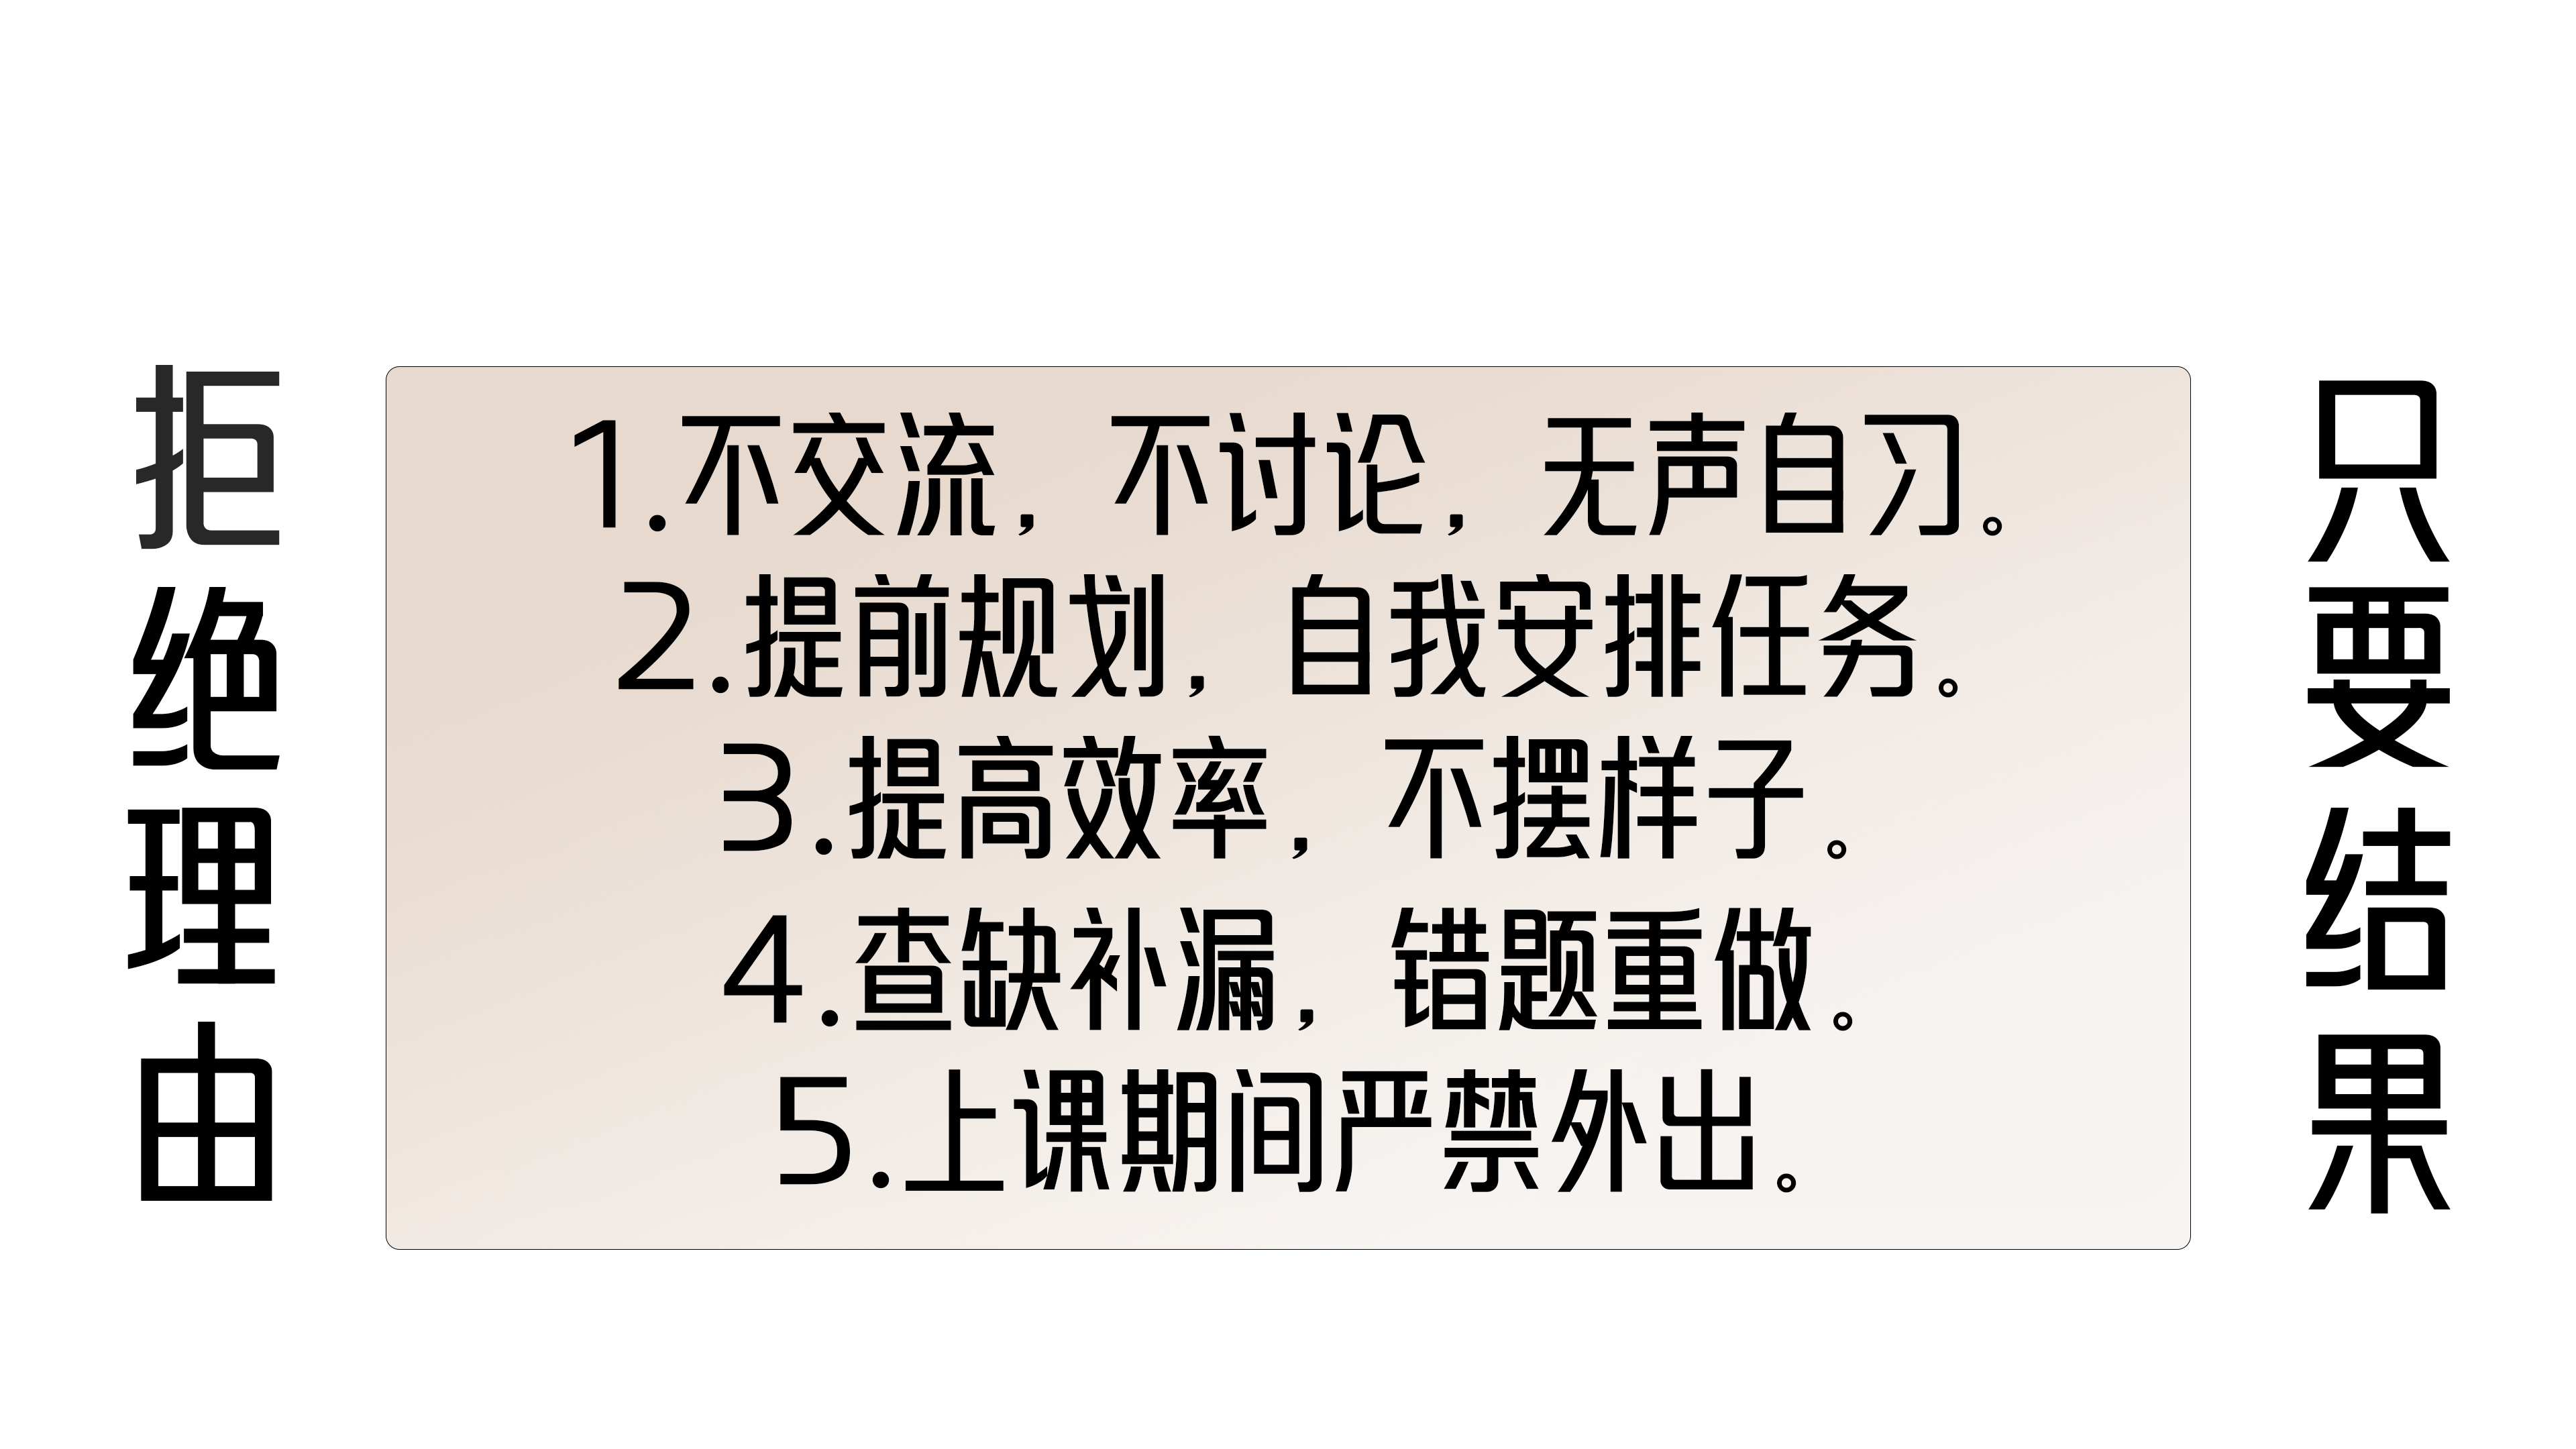 拒绝理由
1.不交流，不讨论，无声自习。
2.提前规划，自我安排任务。
3.提高效率，不摆样子。
4.查缺补漏，错题重做。
5.上课期间严禁外出。
只要结果